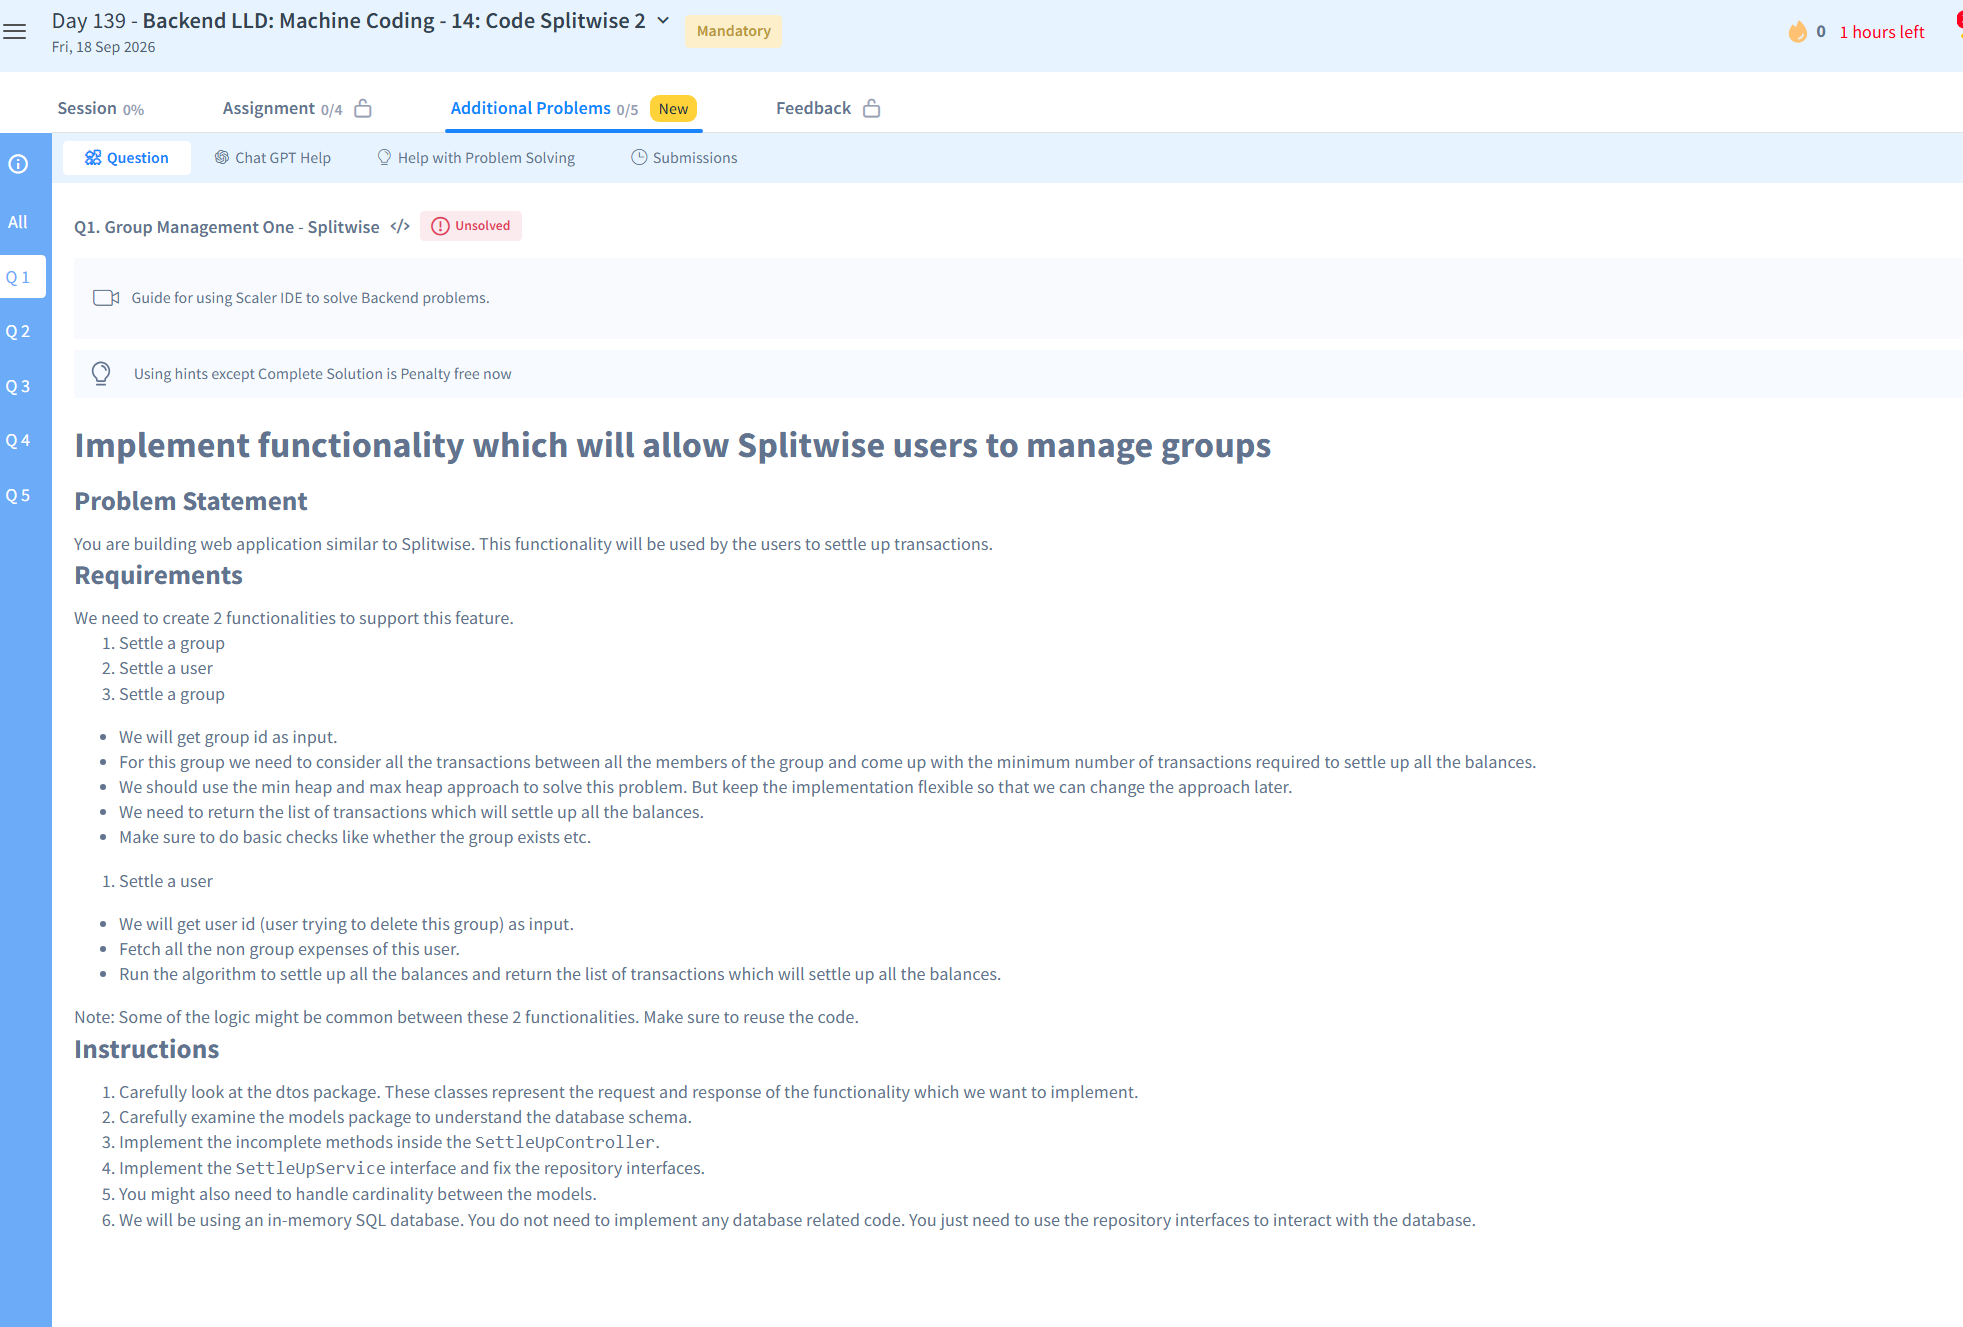 Day 139 - Backend LLD: Machine Coding - 14: Code Splitwise 2
Mandatory
Fri, 18 Sep 2026
0
1 hours left
Session 0%
Assignment 0/4
Additional Problems 0/5
New
Feedback
Question
Chat GPT Help
Help with Problem Solving
Submissions
All
Q 1
Q 2
Q 3
Q 4
Q 5
Q1. Group Management One - Splitwise </>
Unsolved
Guide for using Scaler IDE to solve Backend problems.
Using hints except Complete Solution is Penalty free now
Implement functionality which will allow Splitwise users to manage groups
Problem Statement
You are building web application similar to Splitwise. This functionality will be used by the users to settle up transactions.
Requirements
We need to create 2 functionalities to support this feature.
1. Settle a group
2. Settle a user
3. Settle a group
• We will get group id as input.
• For this group we need to consider all the transactions between all the members of the group and come up with the minimum number of transactions required to settle up all the balances.
• We should use the min heap and max heap approach to solve this problem. But keep the implementation flexible so that we can change the approach later.
• We need to return the list of transactions which will settle up all the balances.
• Make sure to do basic checks like whether the group exists etc.
1. Settle a user
• We will get user id (user trying to delete this group) as input.
• Fetch all the non group expenses of this user.
• Run the algorithm to settle up all the balances and return the list of transactions which will settle up all the balances.
Note: Some of the logic might be common between these 2 functionalities. Make sure to reuse the code.
Instructions
1. Carefully look at the dtos package. These classes represent the request and response of the functionality which we want to implement.
2. Carefully examine the models package to understand the database schema.
3. Implement the incomplete methods inside the SettleUpController.
4. Implement the SettleUpService interface and fix the repository interfaces.
5. You might also need to handle cardinality between the models.
6. We will be using an in-memory SQL database. You do not need to implement any database related code. You just need to use the repository interfaces to interact with the database.